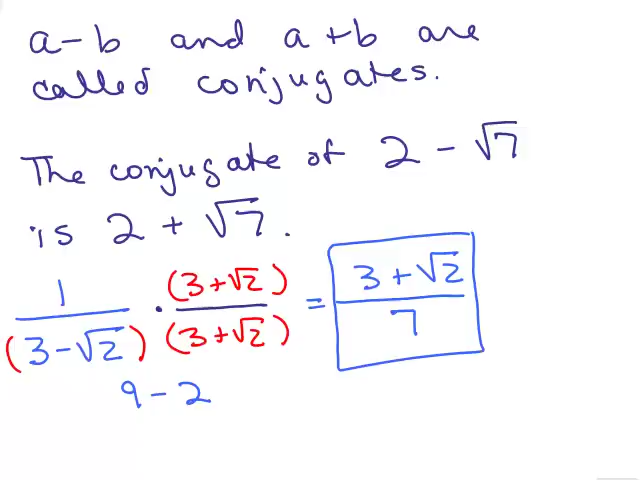 a - b and a + b are
called conjugates.
The conjugate of 2 - √7
is 2 + √7.
1/(3 - √2) · (3 + √2)/(3 + √2) = (3 + √2)/7
9 - 2